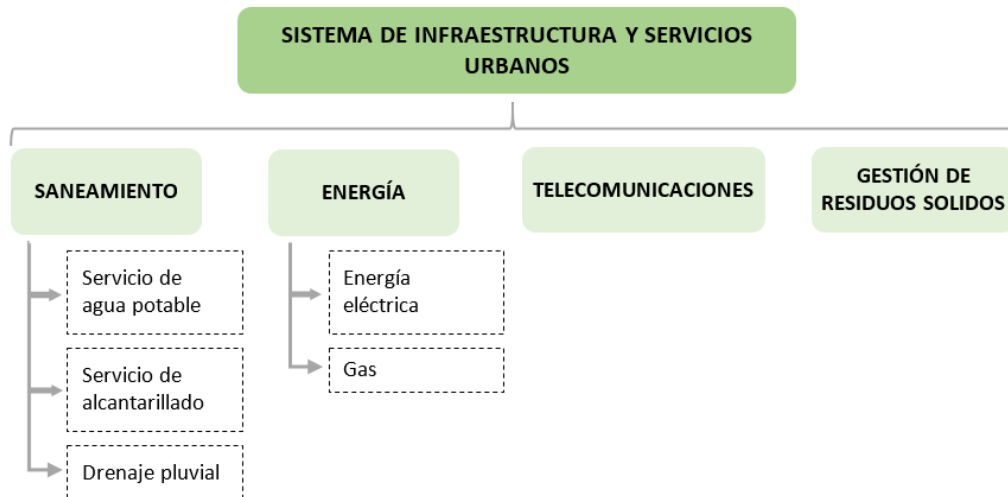 SISTEMA DE INFRAESTRUCTURA Y SERVICIOS
URBANOS
SANEAMIENTO
ENERGÍA
TELECOMUNICACIONES
GESTIÓN DE
RESIDUOS SOLIDOS
Servicio de
agua potable
Servicio de
alcantarillado
Drenaje pluvial
Energía
eléctrica
Gas